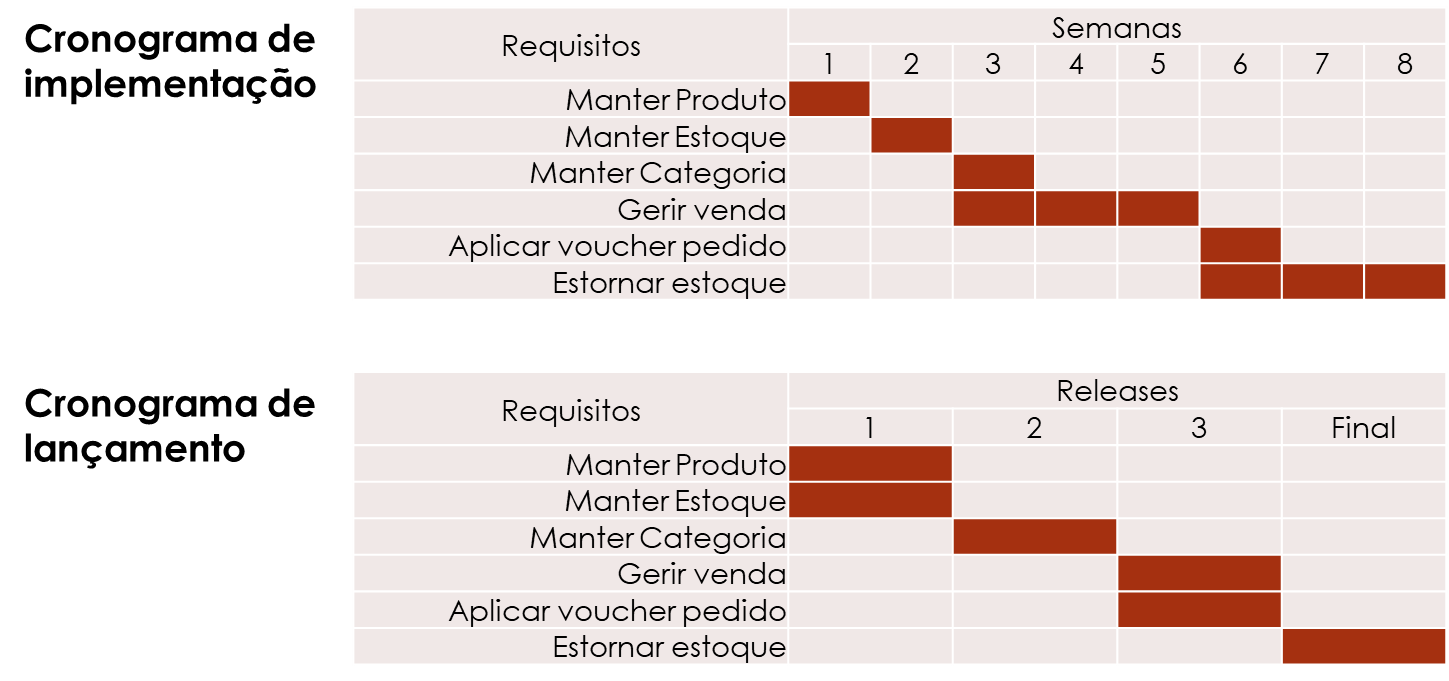 Cronograma de
implementação
Requisitos
Semanas
1 2 3 4 5 6 7 8
Manter Produto
Manter Estoque
Manter Categoria
Gerir venda
Aplicar voucher pedido
Estornar estoque
Cronograma de
lançamento
Requisitos
Releases
1 2 3 Final
Manter Produto
Manter Estoque
Manter Categoria
Gerir venda
Aplicar voucher pedido
Estornar estoque